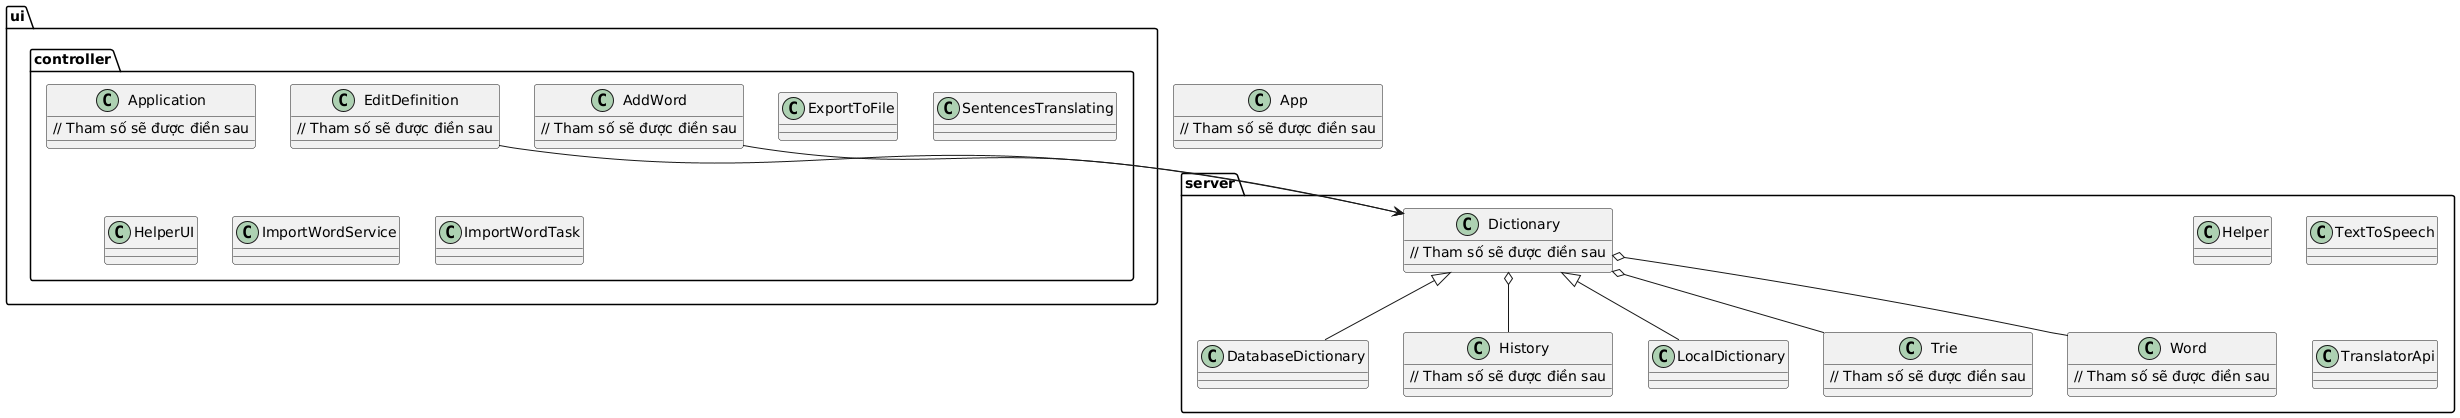 ui
controller
C Application
// Tham số sẽ được điền sau
C EditDefinition
// Tham số sẽ được điền sau
C AddWord
// Tham số sẽ được điền sau
C ExportToFile
C SentencesTranslating
C App
// Tham số sẽ được điền sau
C HelperUI
C ImportWordService
C ImportWordTask
server
C Dictionary
// Tham số sẽ được điền sau
C Helper
C TextToSpeech
C DatabaseDictionary
C History
// Tham số sẽ được điền sau
C LocalDictionary
C Trie
// Tham số sẽ được điền sau
C Word
// Tham số sẽ được điền sau
C TranslatorApi